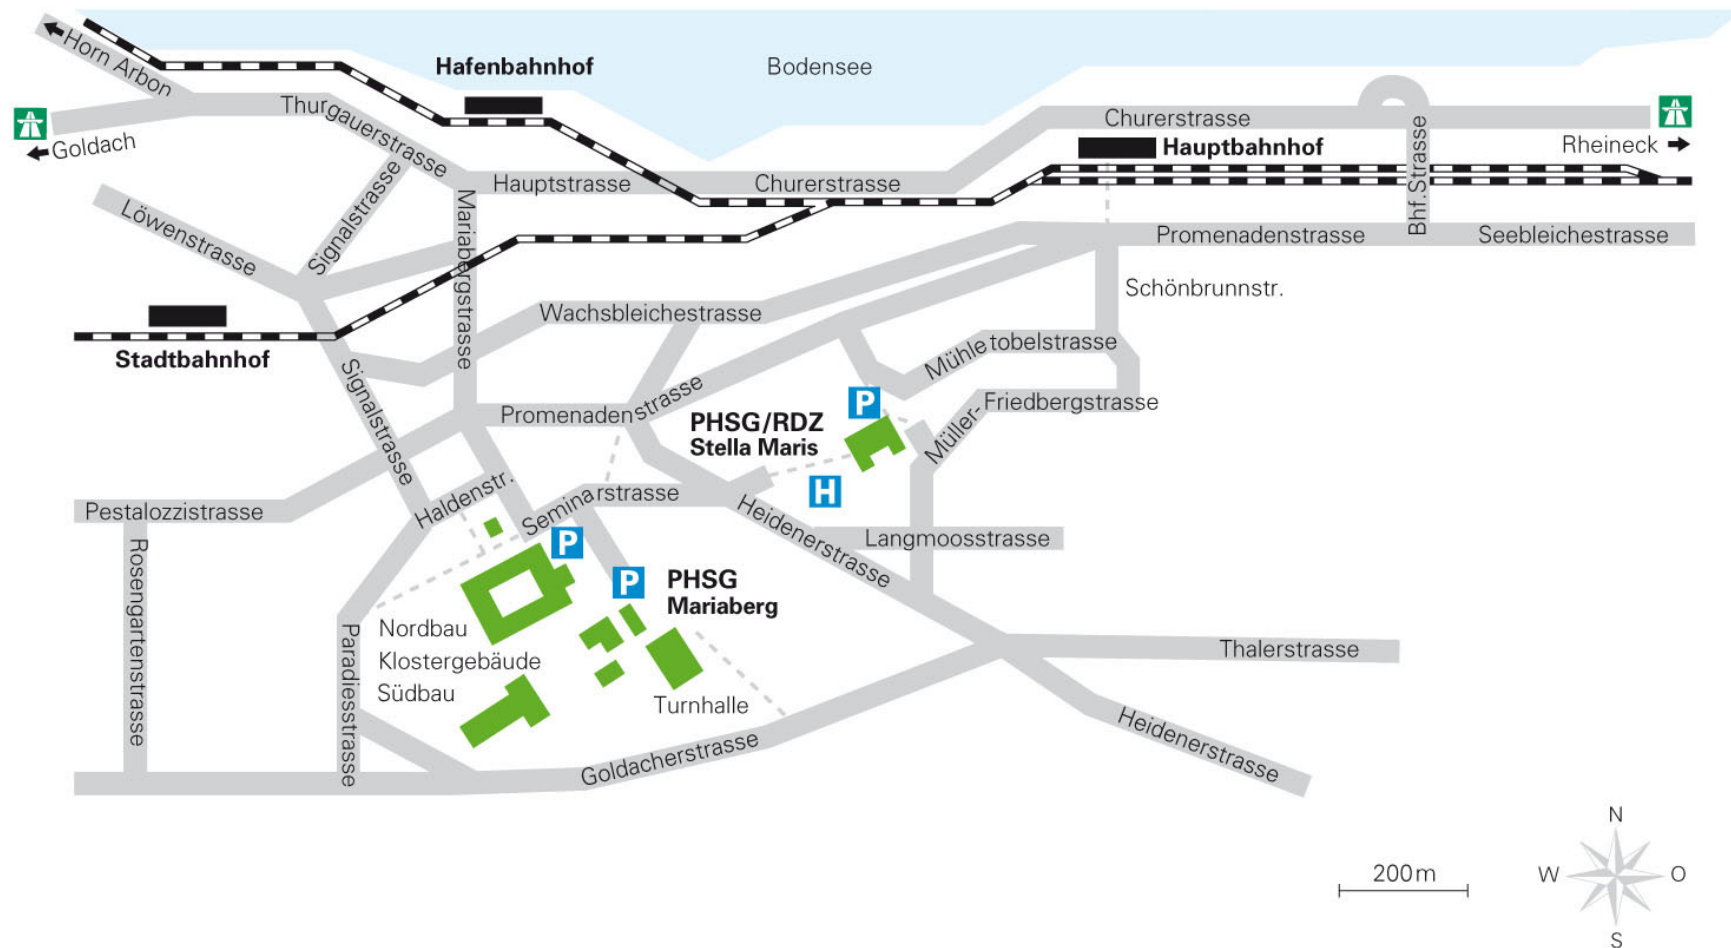 Horn Arbon
Hafenbahnhof
Bodensee
Thurgauerstrasse
Churerstrasse
Goldach
Hauptbahnhof
Rheineck
Hauptstrasse
Churerstrasse
Signalstrasse
Mariabergstrasse
Bhf.Strasse
Löwenstrasse
Promenadenstrasse
Seebleichestrasse
Schönbrunnstr.
Wachsbleichestrasse
Stadtbahnhof
Mühletobelstrasse
Signalstrasse
Promenadenstrasse
P
Müller-Friedbergstrasse
PHSG/RDZ
Stella Maris
H
Pestalozzistrasse
Haldenstr.
Seminarstrasse
Heidenerstrasse
Langmoosstrasse
P
P
PHSG
Mariaberg
Rosengartenstrasse
Paradiesstrasse
Nordbau
Klostergebäude
Südbau
Turnhalle
Thalerstrasse
Goldacherstrasse
Heidenerstrasse
N
W
O
S
200m